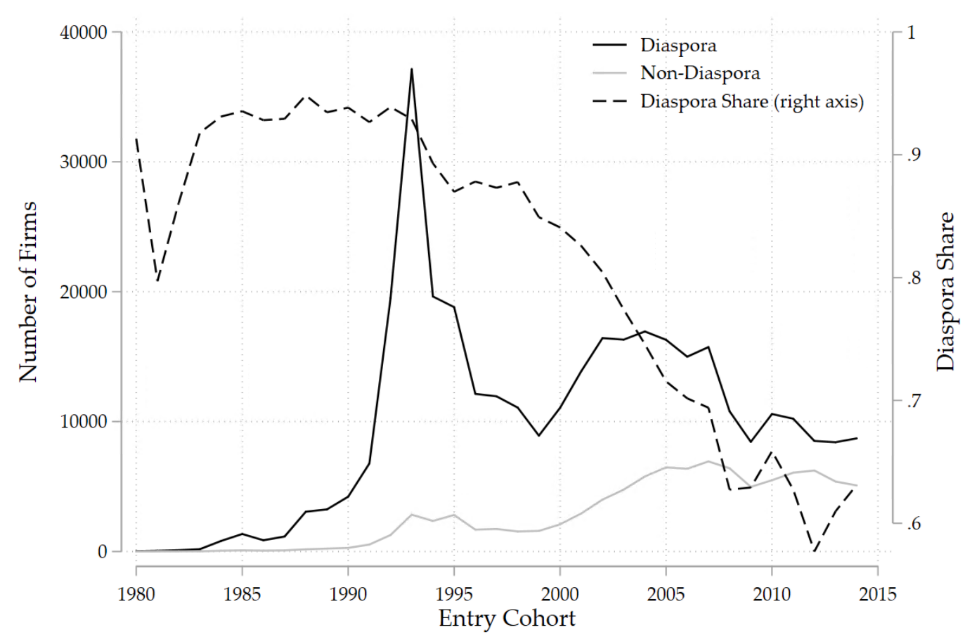 40000
30000
20000
10000
0
Number of Firms
1
.9
.8
.7
.6
Diaspora Share
Diaspora
Non-Diaspora
Diaspora Share (right axis)
1980 1985 1990 1995 2000 2005 2010 2015
Entry Cohort